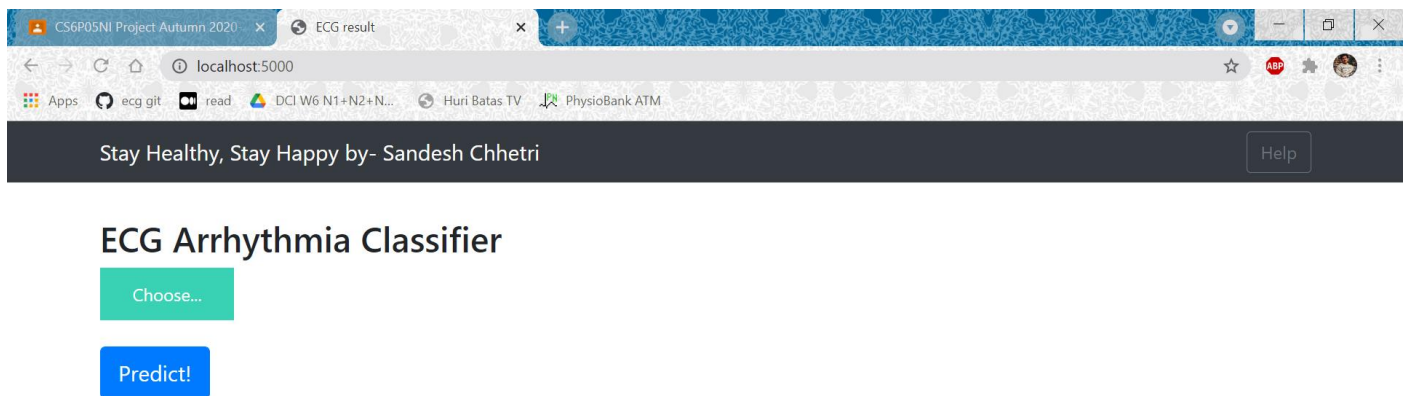 CS6P05NI Project Autumn 2020
ECG result
localhost:5000
ABP
Apps
ecg git
read
DCI W6 N1+N2+N...
Huri Batas TV
PhysioBank ATM
Stay Healthy, Stay Happy by- Sandesh Chhetri
Help
ECG Arrhythmia Classifier
Choose...
Predict!